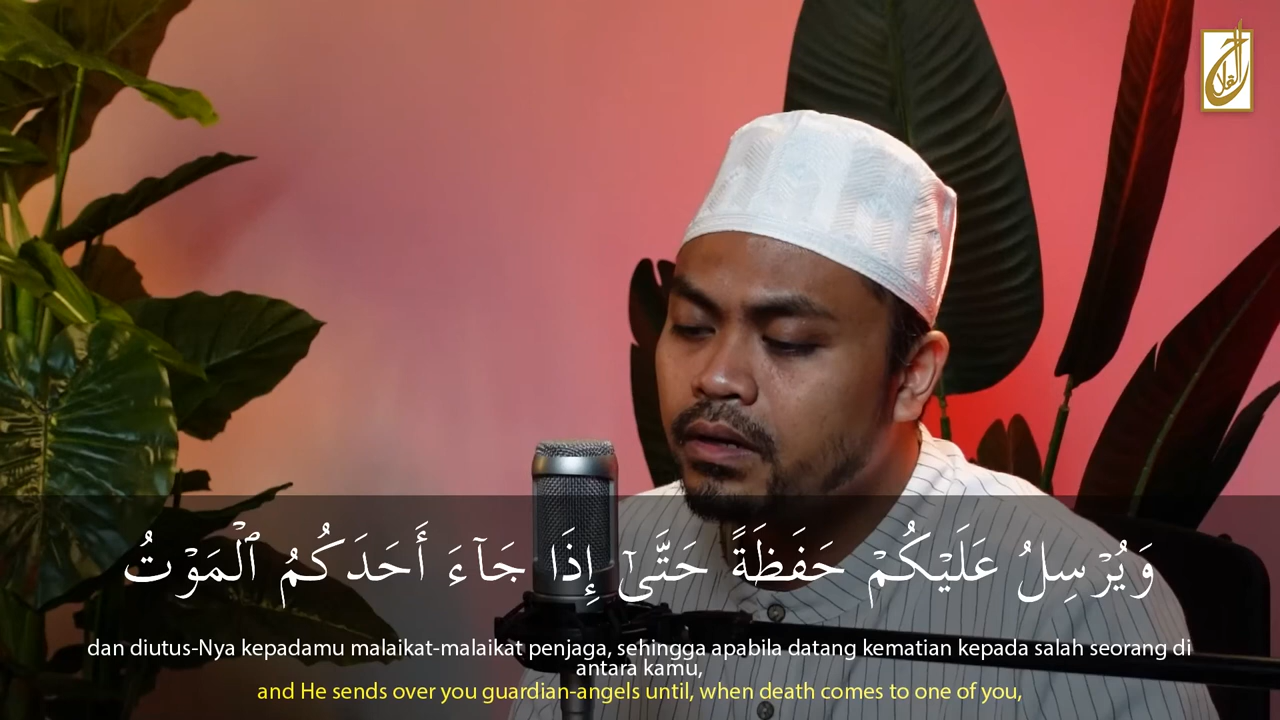 وَيُرْسِلُ عَلَيْكُمْ حَفَظَةً حَتَّىٰٓ إِذَا جَآءَ أَحَدَكُمُ ٱلْمَوْتُ
dan diutus-Nya kepadamu malaikat-malaikat penjaga, sehingga apabila datang kematian kepada salah seorang di
antara kamu,
and He sends over you guardian-angels until, when death comes to one of you,